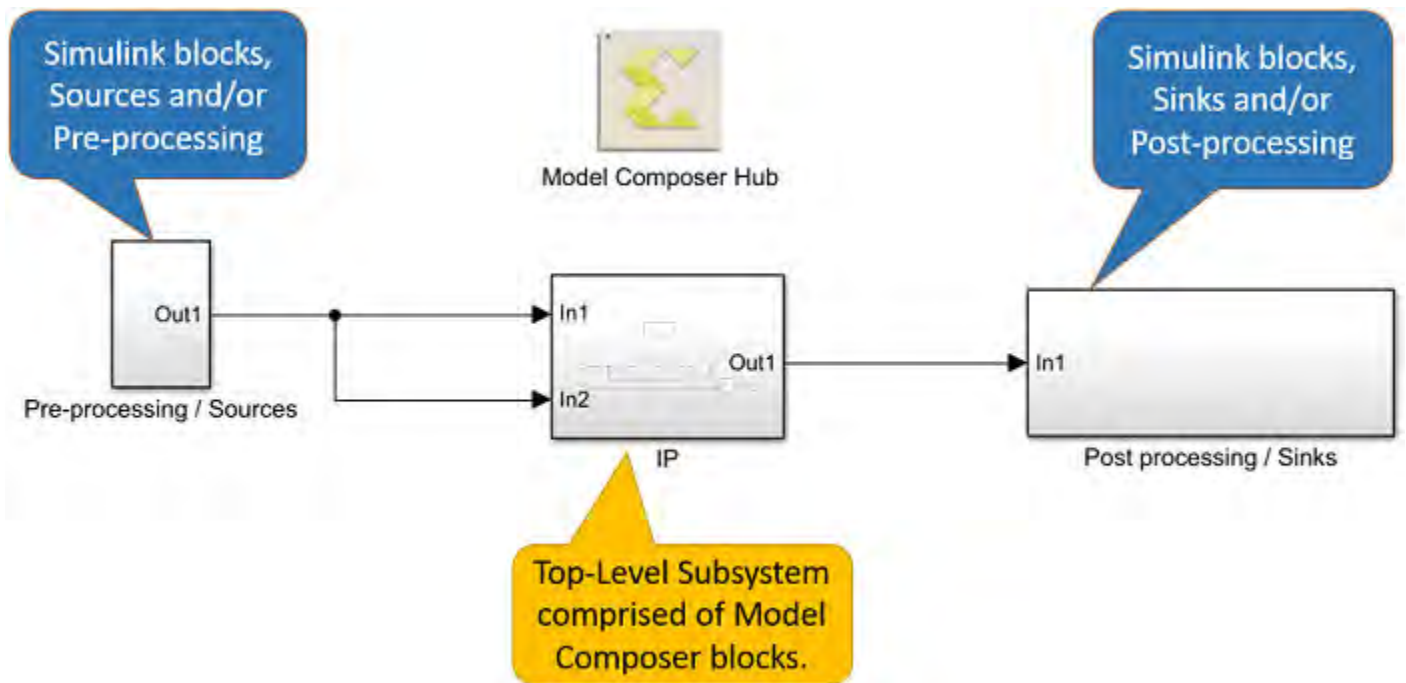 Simulink blocks,
Sources and/or
Pre-processing
Model Composer Hub
Simulink blocks,
Sinks and/or
Post-processing
Out1
Pre-processing / Sources
In1
In2
Out1
IP
In1
Post processing / Sinks
Top-Level Subsystem
comprised of Model
Composer blocks.